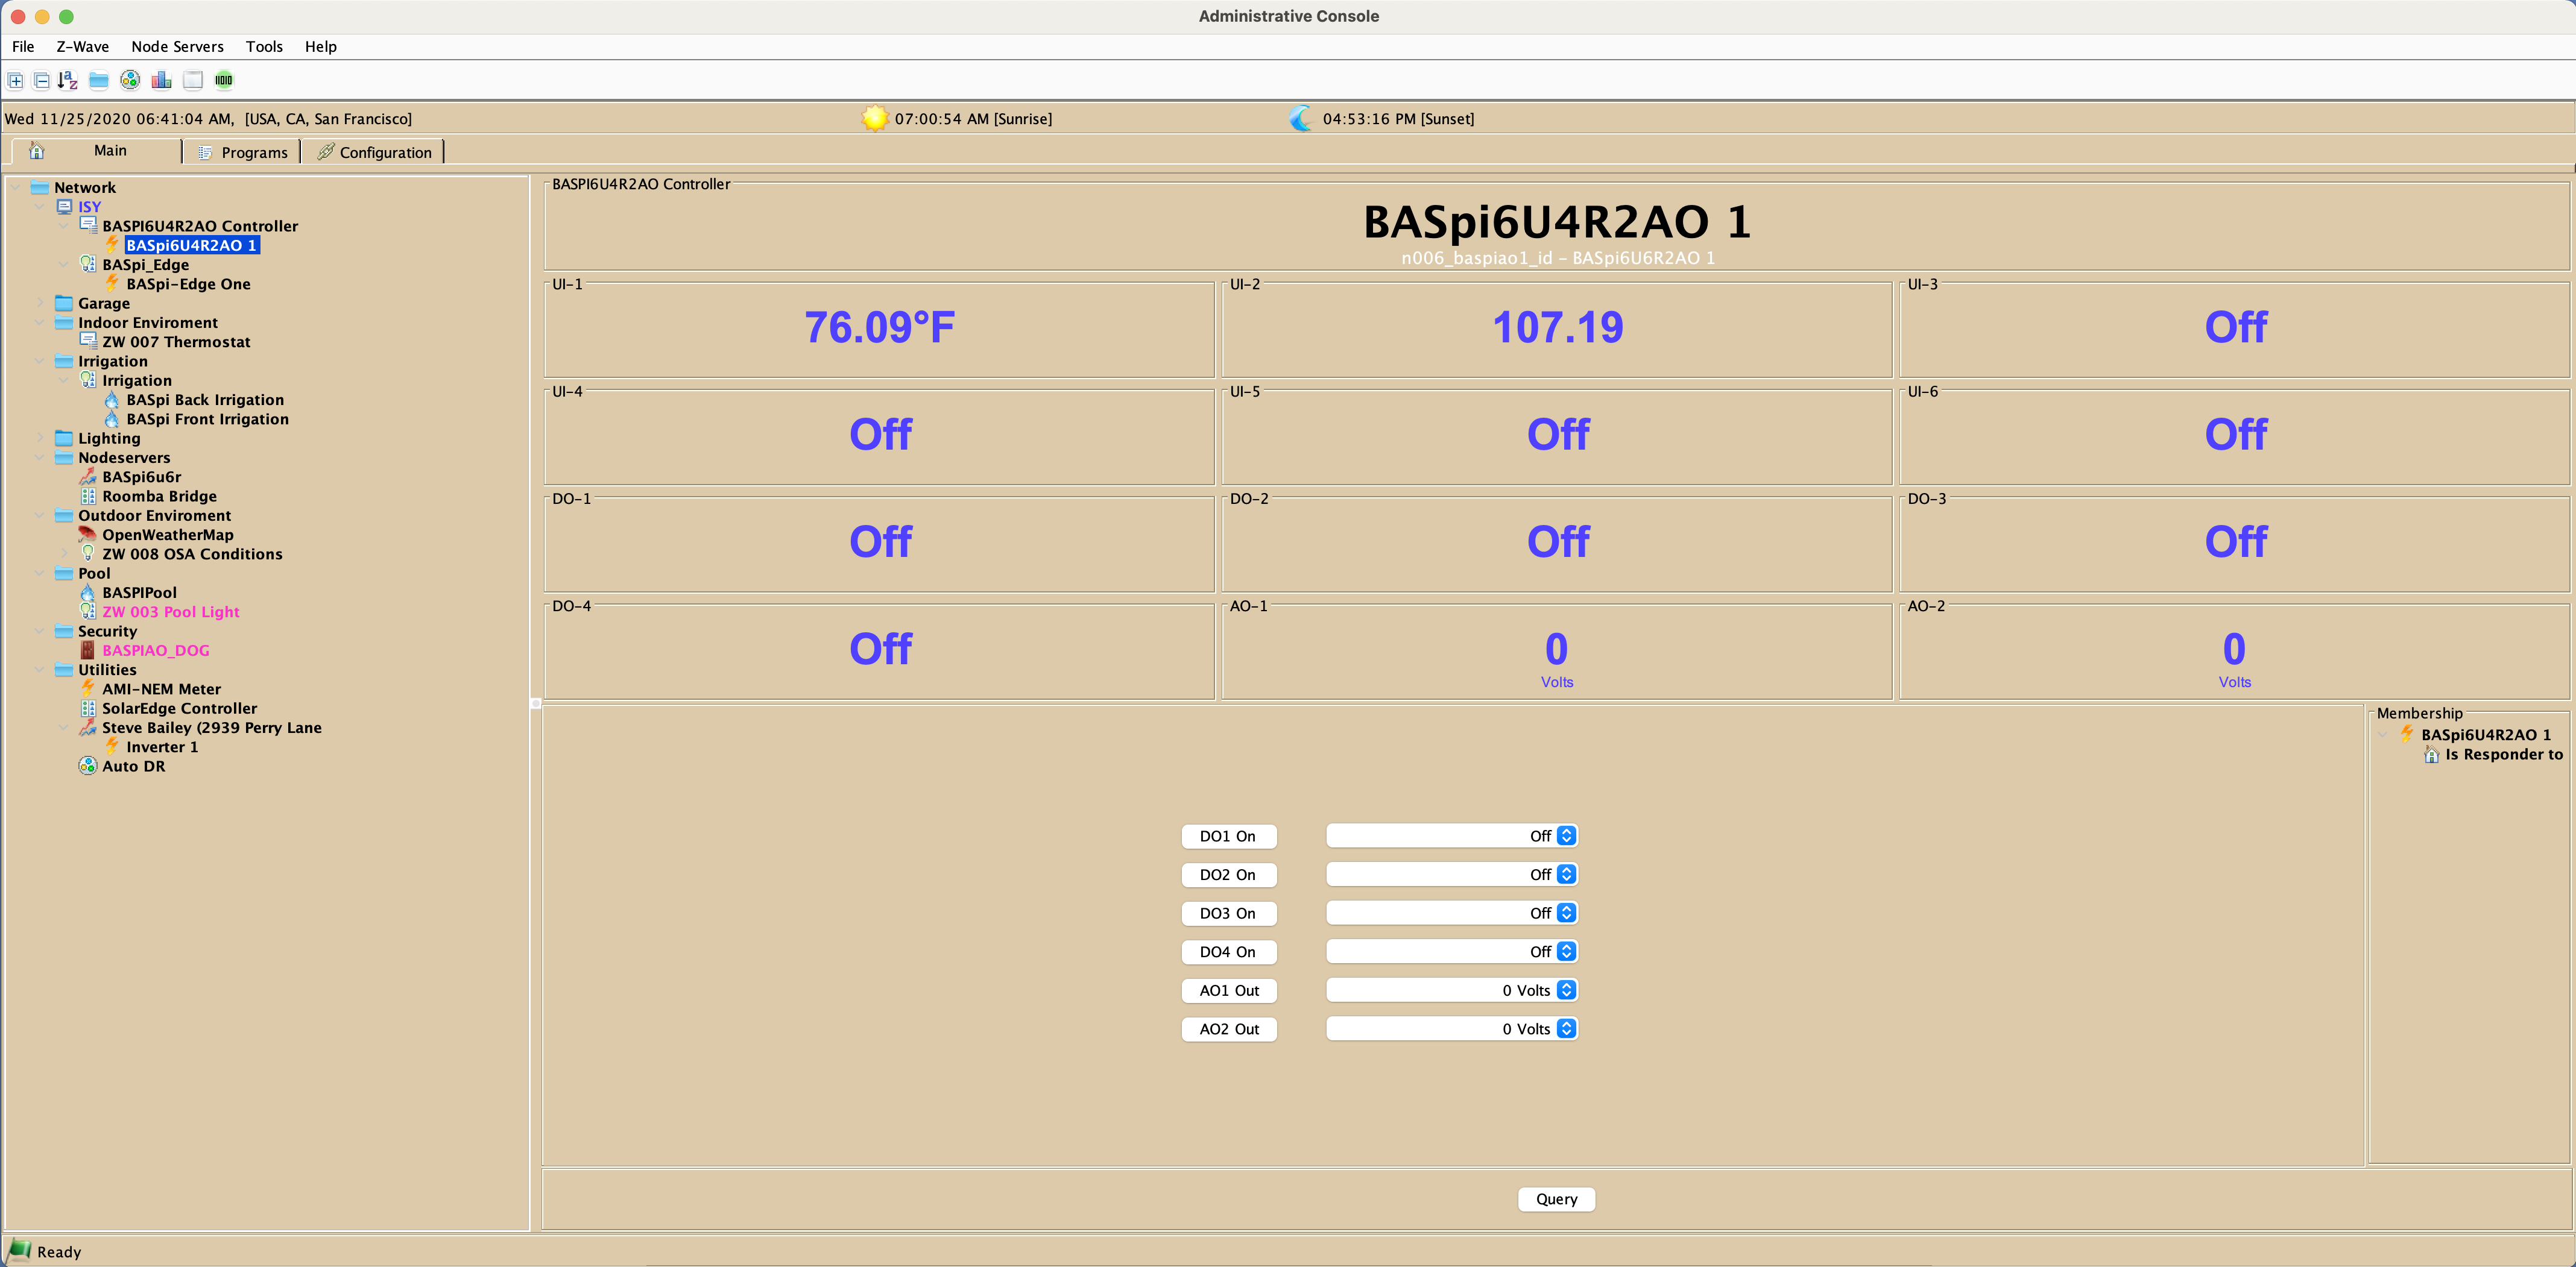 Administrative Console
File Z-Wave Node Servers Tools Help
Wed 11/25/2020 06:41:04 AM, [USA, CA, San Francisco]
07:00:54 AM [Sunrise]
04:53:16 PM [Sunset]
Main Programs Configuration
Network
ISY
BASPI6U4R2AO Controller
BASpi6U4R2AO 1
BASpi_Edge
BASpi-Edge One
Garage
Indoor Enviroment
ZW 007 Thermostat
Irrigation
Irrigation
BASpi Back Irrigation
BASpi Front Irrigation
Lighting
Nodeservers
BASpi6u6r
Roomba Bridge
Outdoor Enviroment
OpenWeatherMap
ZW 008 OSA Conditions
Pool
BASPIPool
ZW 003 Pool Light
Security
BASPIAO_DOG
Utilities
AMI-NEM Meter
SolarEdge Controller
Steve Bailey (2939 Perry Lane
Inverter 1
Auto DR
BASPI6U4R2AO Controller
BASpi6U4R2AO 1
n006_baspiao1_id - BASpi6U6R2AO 1
UI-1
76.09°F
UI-2
107.19
UI-3
Off
UI-4
Off
UI-5
Off
UI-6
Off
DO-1
Off
DO-2
Off
DO-3
Off
DO-4
Off
AO-1
0
Volts
AO-2
0
Volts
DO1 On Off
DO2 On Off
DO3 On Off
DO4 On Off
AO1 Out 0 Volts
AO2 Out 0 Volts
Membership
BASpi6U4R2AO 1
Is Responder to
Query
Ready